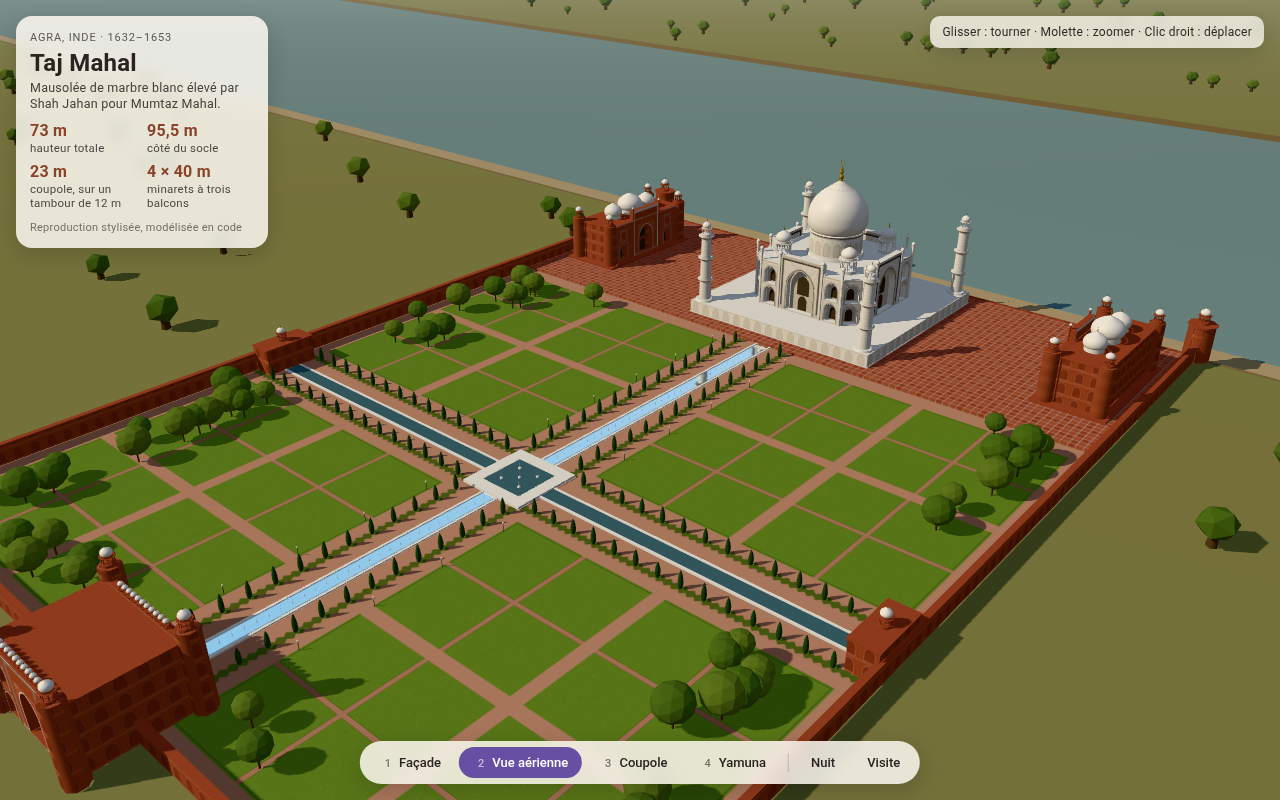 AGRA, INDE · 1632–1653
Taj Mahal
Mausolée de marbre blanc élevé par
Shah Jahan pour Mumtaz Mahal.
73 m
hauteur totale
95,5 m
côté du socle
23 m
coupole, sur un
tambour de 12 m
4 × 40 m
minarets à trois
balcons
Reproduction stylisée, modélisée en code
Glisser : tourner · Molette : zoomer · Clic droit : déplacer
1 Façade
2 Vue aérienne
3 Coupole
4 Yamuna
Nuit
Visite